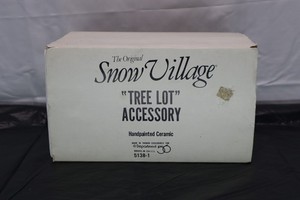 The Original
Snow Village
"TREE LOT"
ACCESSORY
Handpainted Ceramic
Department 56
5138-1